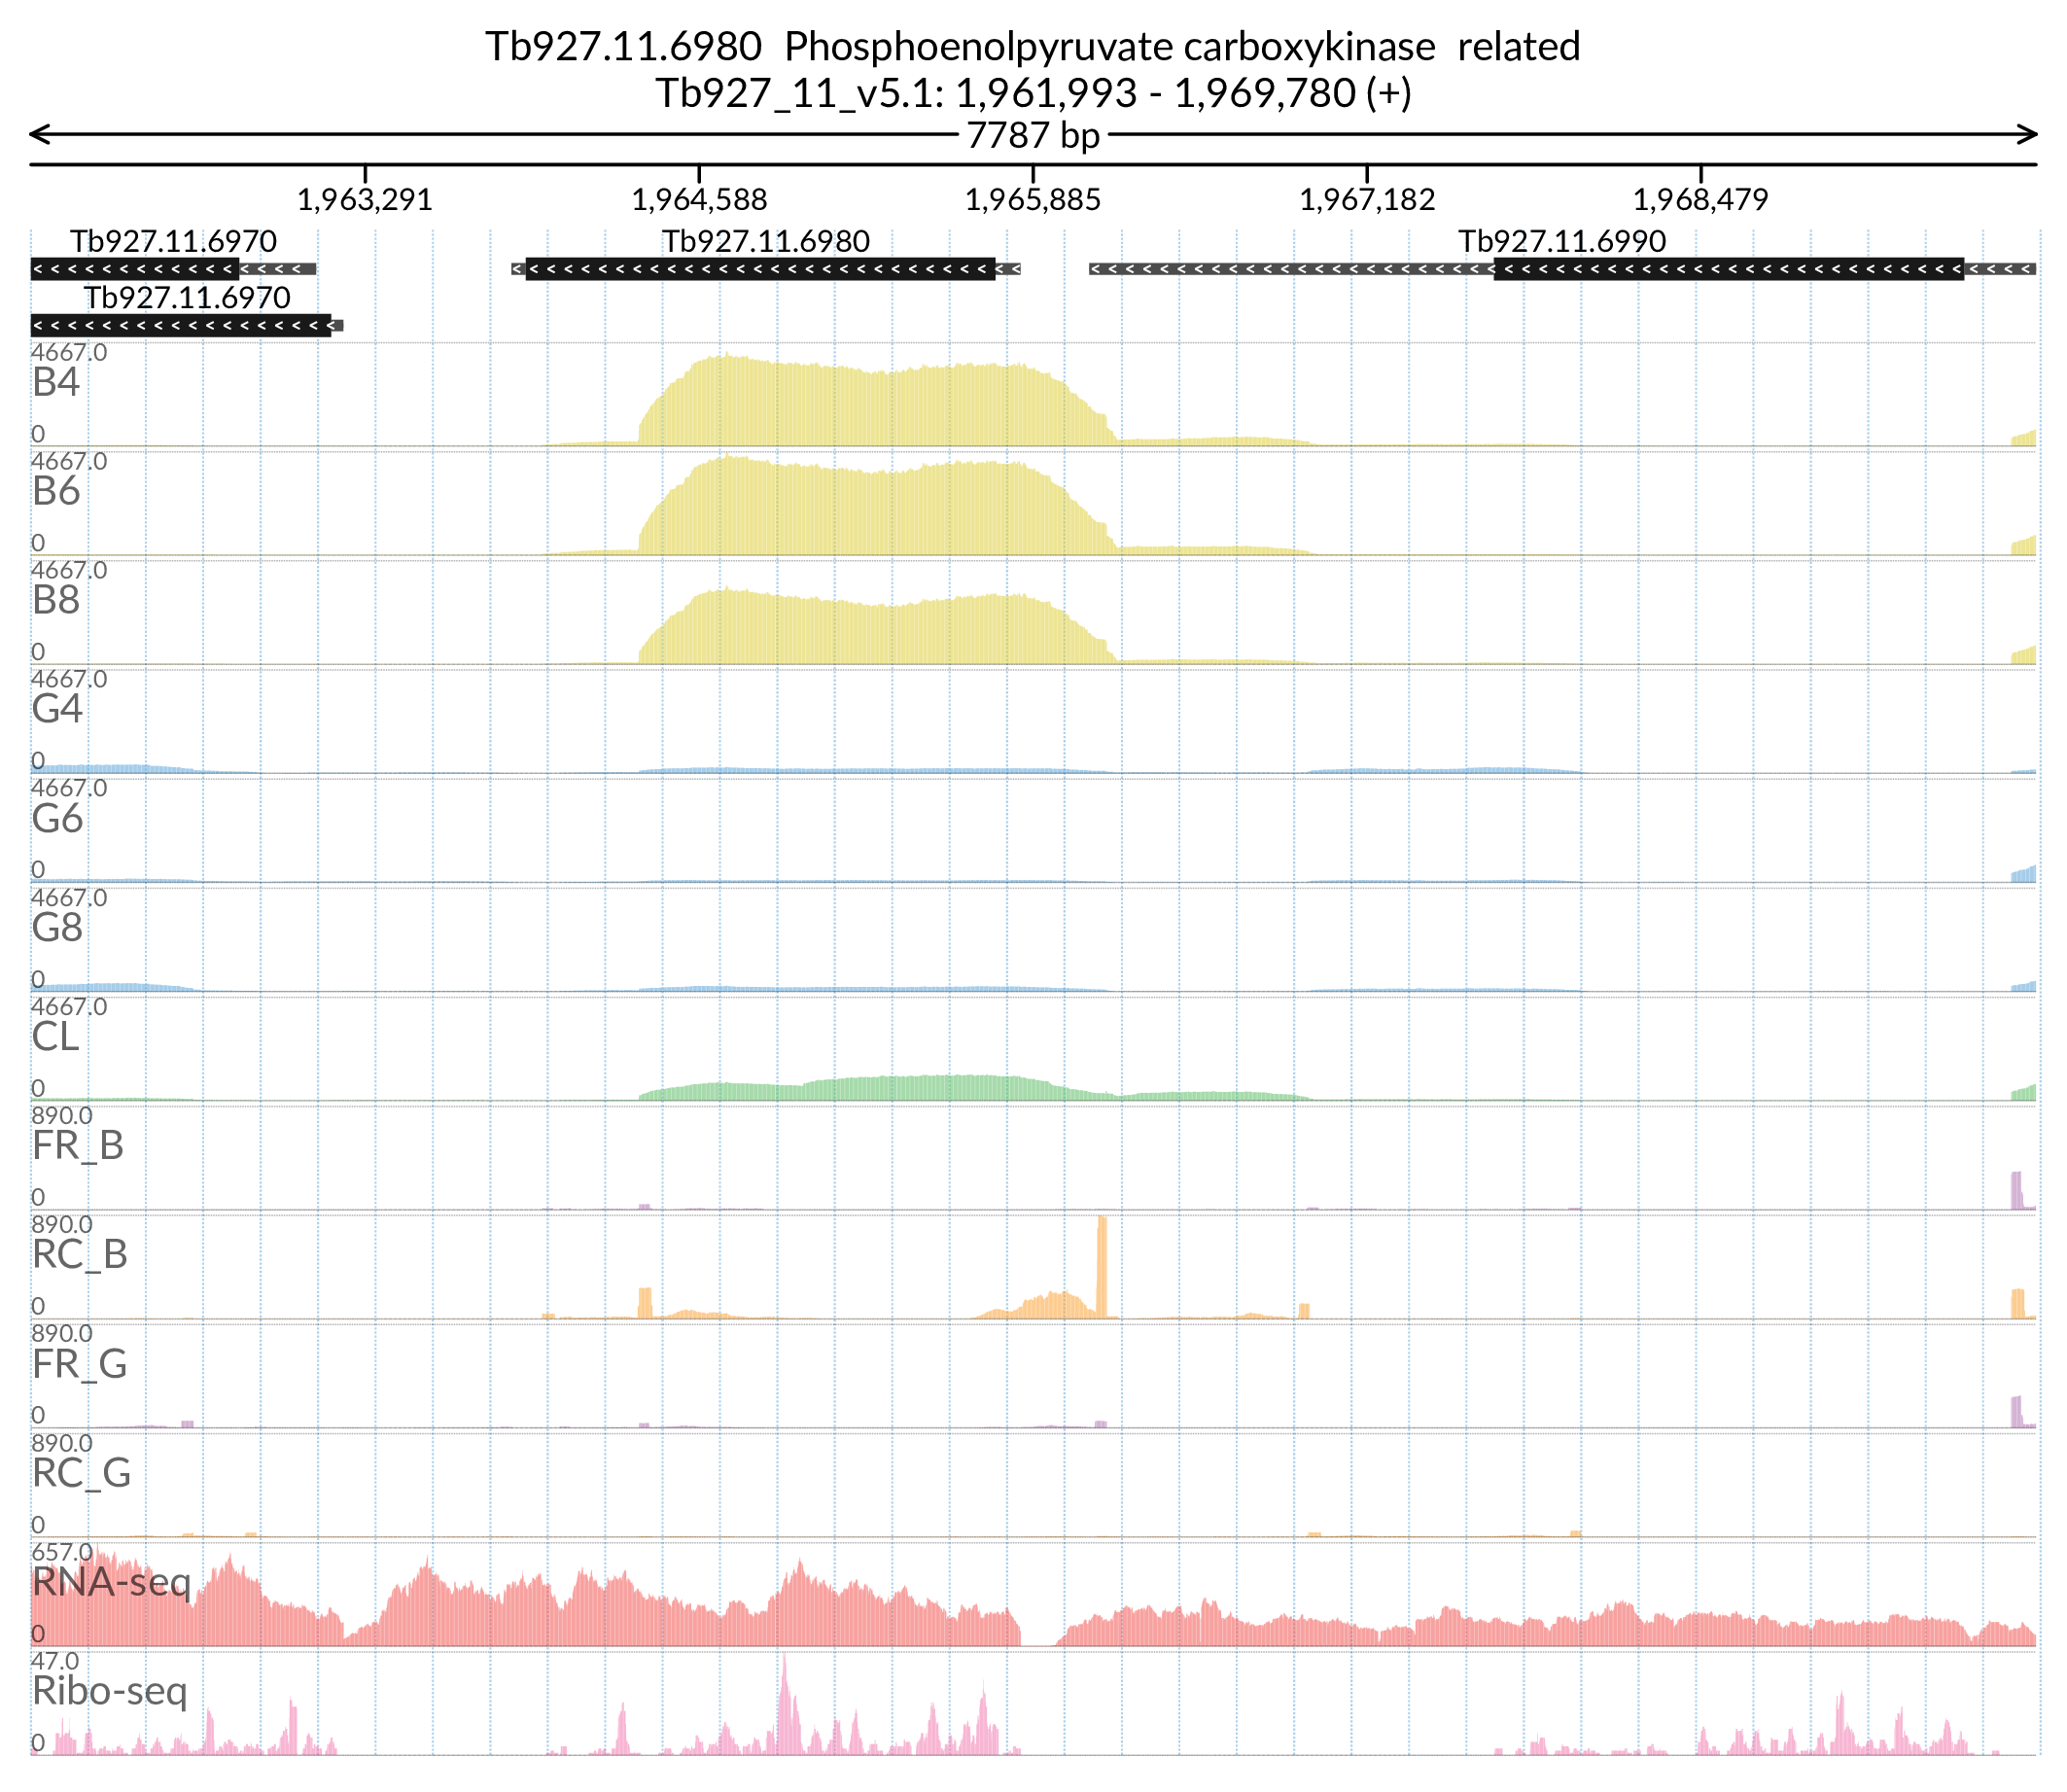 Tb927.11.6980  Phosphoenolpyruvate carboxykinase  related
Tb927_11_v5.1: 1,961,993 - 1,969,780 (+)
7787 bp
1,963,291 1,964,588 1,965,885 1,967,182 1,968,479
Tb927.11.6970 Tb927.11.6980 Tb927.11.6990
Tb927.11.6970
4667.0
B4
0
4667.0
B6
0
4667.0
B8
0
4667.0
G4
0
4667.0
G6
0
4667.0
G8
0
4667.0
CL
0
890.0
FR_B
0
890.0
RC_B
0
890.0
FR_G
0
890.0
RC_G
0
657.0
RNA-seq
0
47.0
Ribo-seq
0